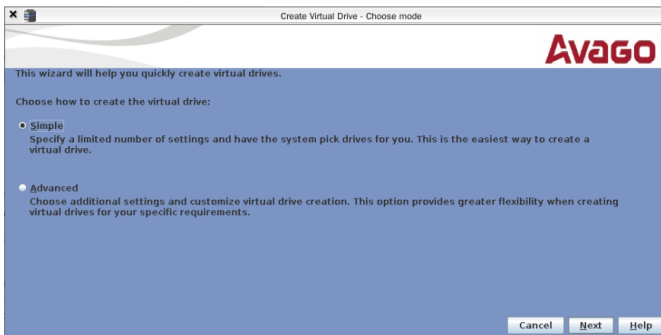 Create Virtual Drive - Choose mode
AVAGO
This wizard will help you quickly create virtual drives.
Choose how to create the virtual drive:
Simple
Specify a limited number of settings and have the system pick drives for you. This is the easiest way to create a
virtual drive.
Advanced
Choose additional settings and customize virtual drive creation. This option provides greater flexibility when creating
virtual drives for your specific requirements.
Cancel Next Help